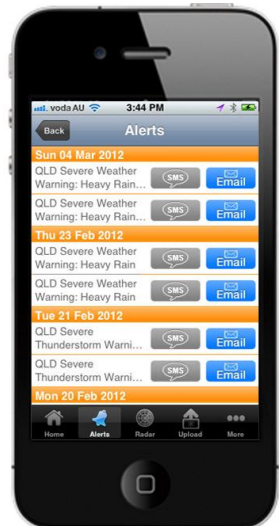 voda AU 3:44 PM
Back Alerts
Sun 04 Mar 2012
QLD Severe Weather
Warning: Heavy Rain...
SMS Email
QLD Severe Weather
Warning: Heavy Rain...
SMS Email
Thu 23 Feb 2012
QLD Severe Weather
Warning: Heavy Rain
SMS Email
QLD Severe Weather
Warning: Heavy Rain
SMS Email
Tue 21 Feb 2012
QLD Severe
Thunderstorm Warni...
SMS Email
QLD Severe
Thunderstorm Warni...
SMS Email
Mon 20 Feb 2012
Home Alerts Radar Upload More